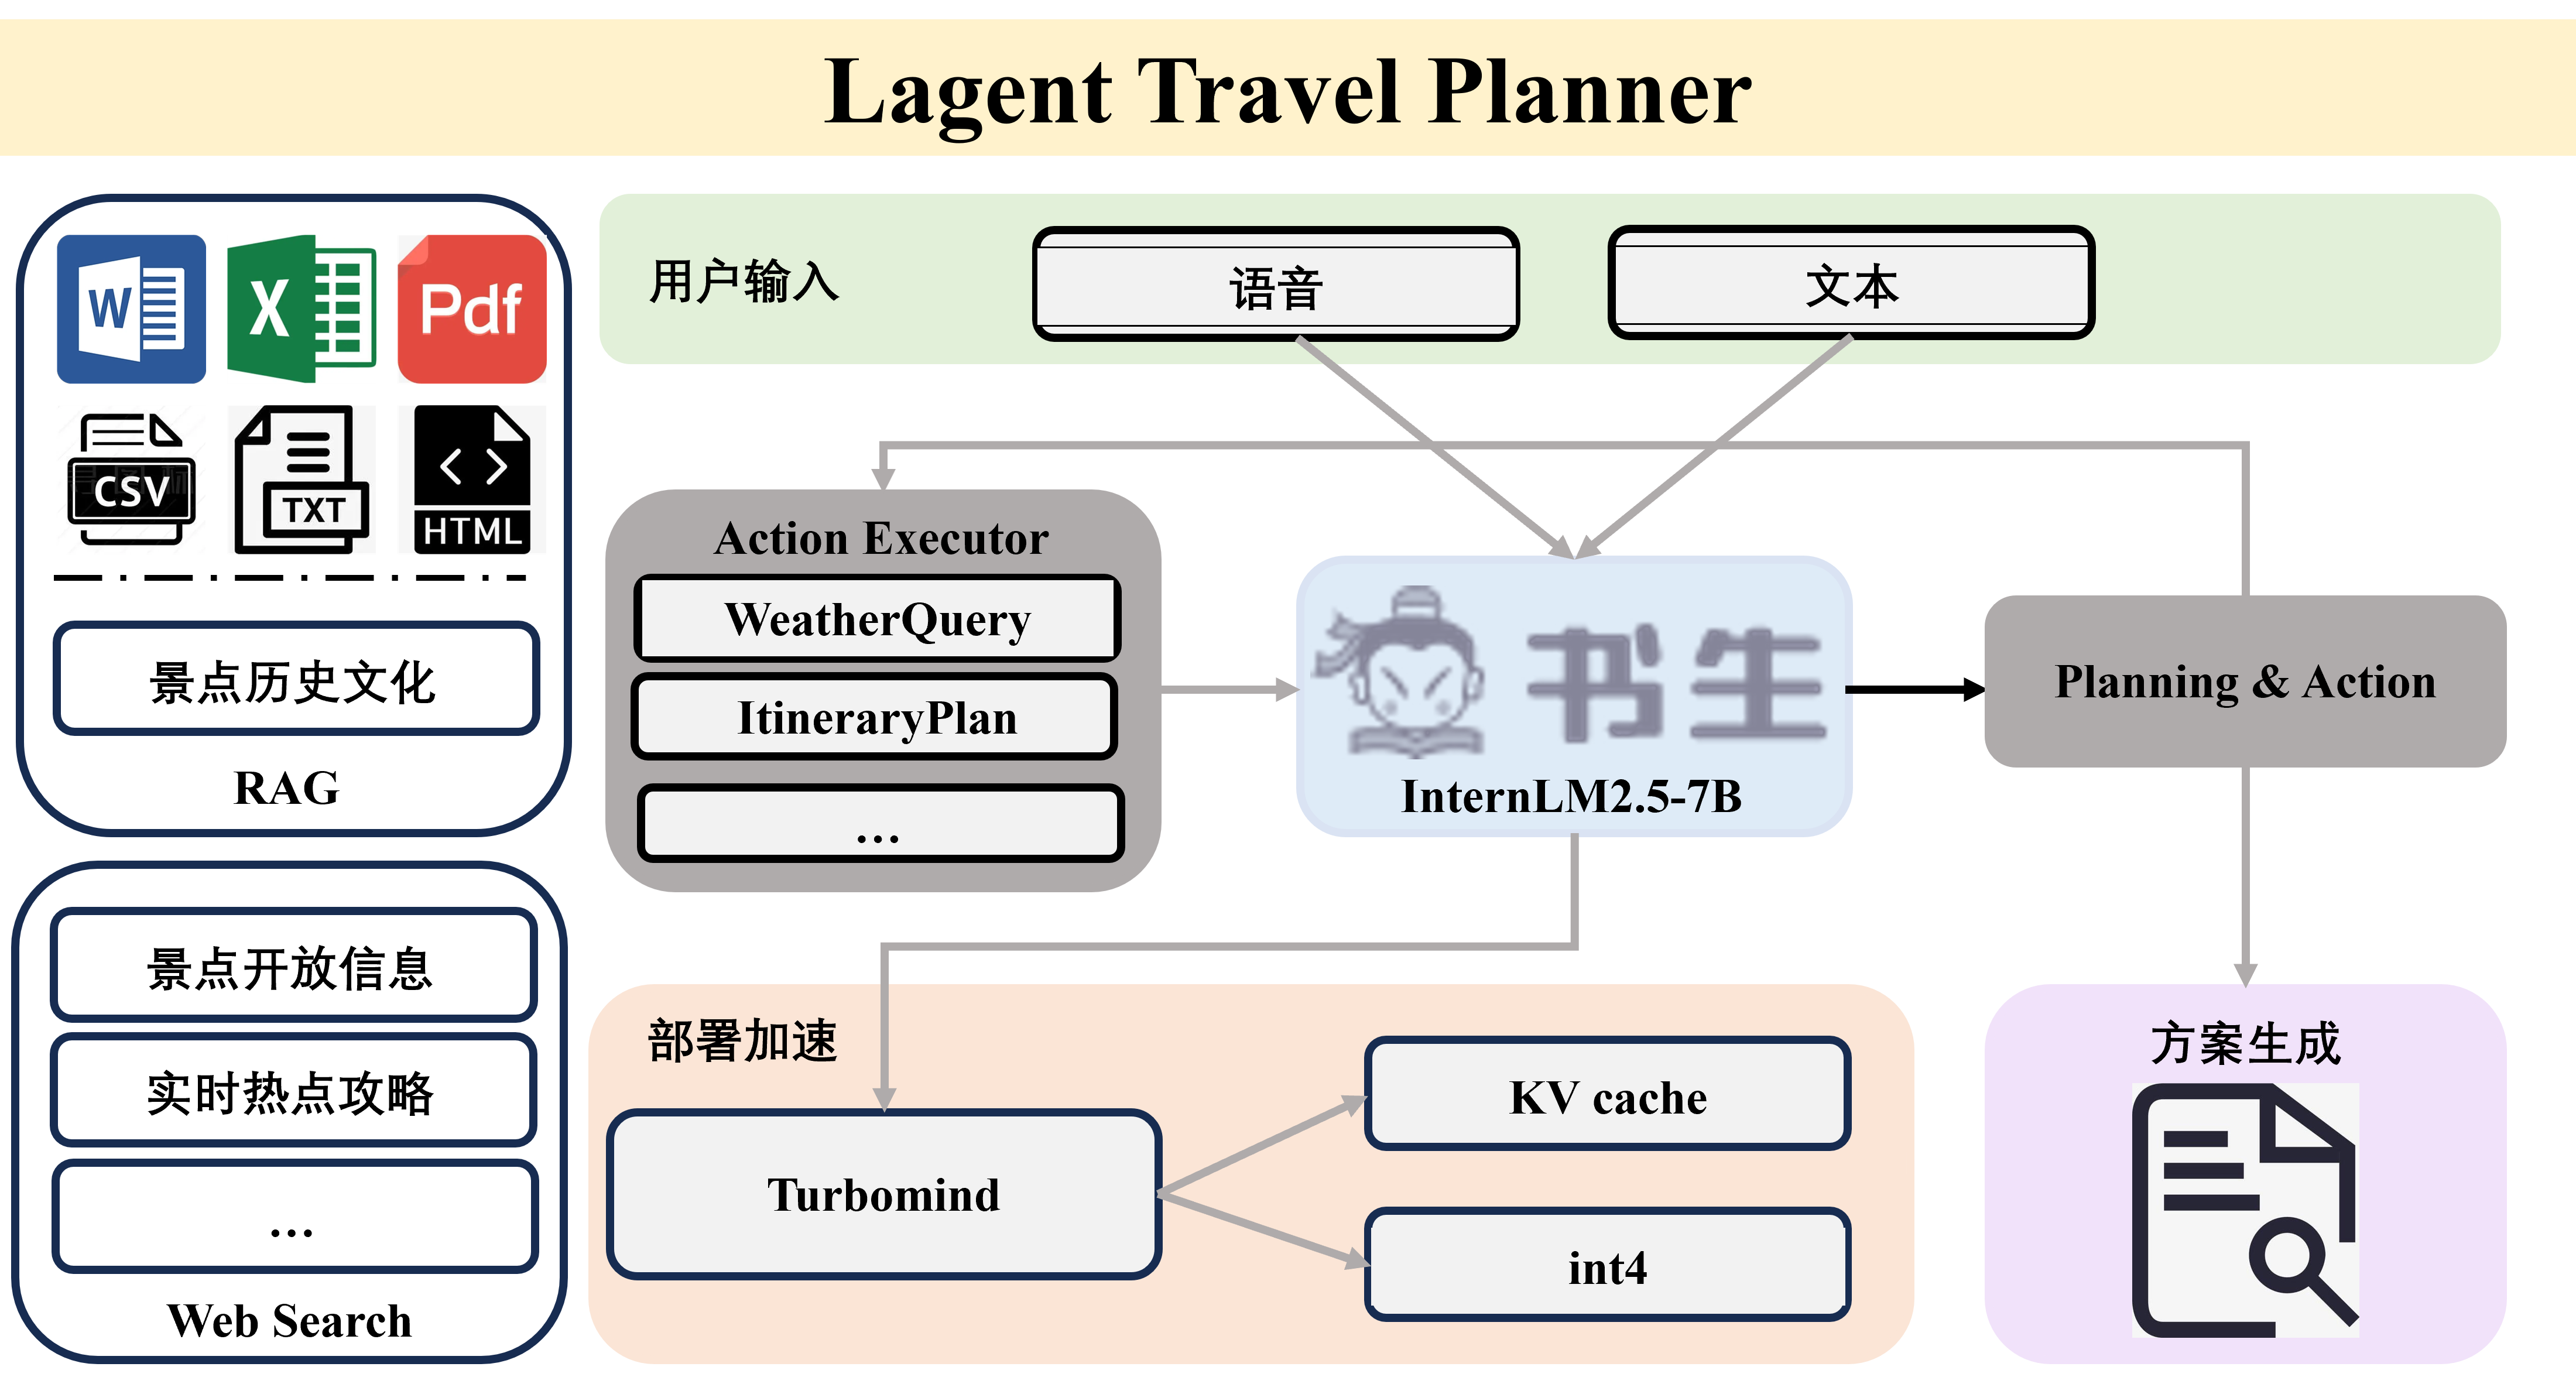 Lagent Travel Planner
W
X
Pdf
CSV
TXT
HTML
景点历史文化
RAG
景点开放信息
实时热点攻略
...
Web Search
用户输入
语音
文本
Action Executor
WeatherQuery
ItineraryPlan
...
书生
InternLM2.5-7B
Planning & Action
部署加速
Turbomind
KV cache
int4
方案生成